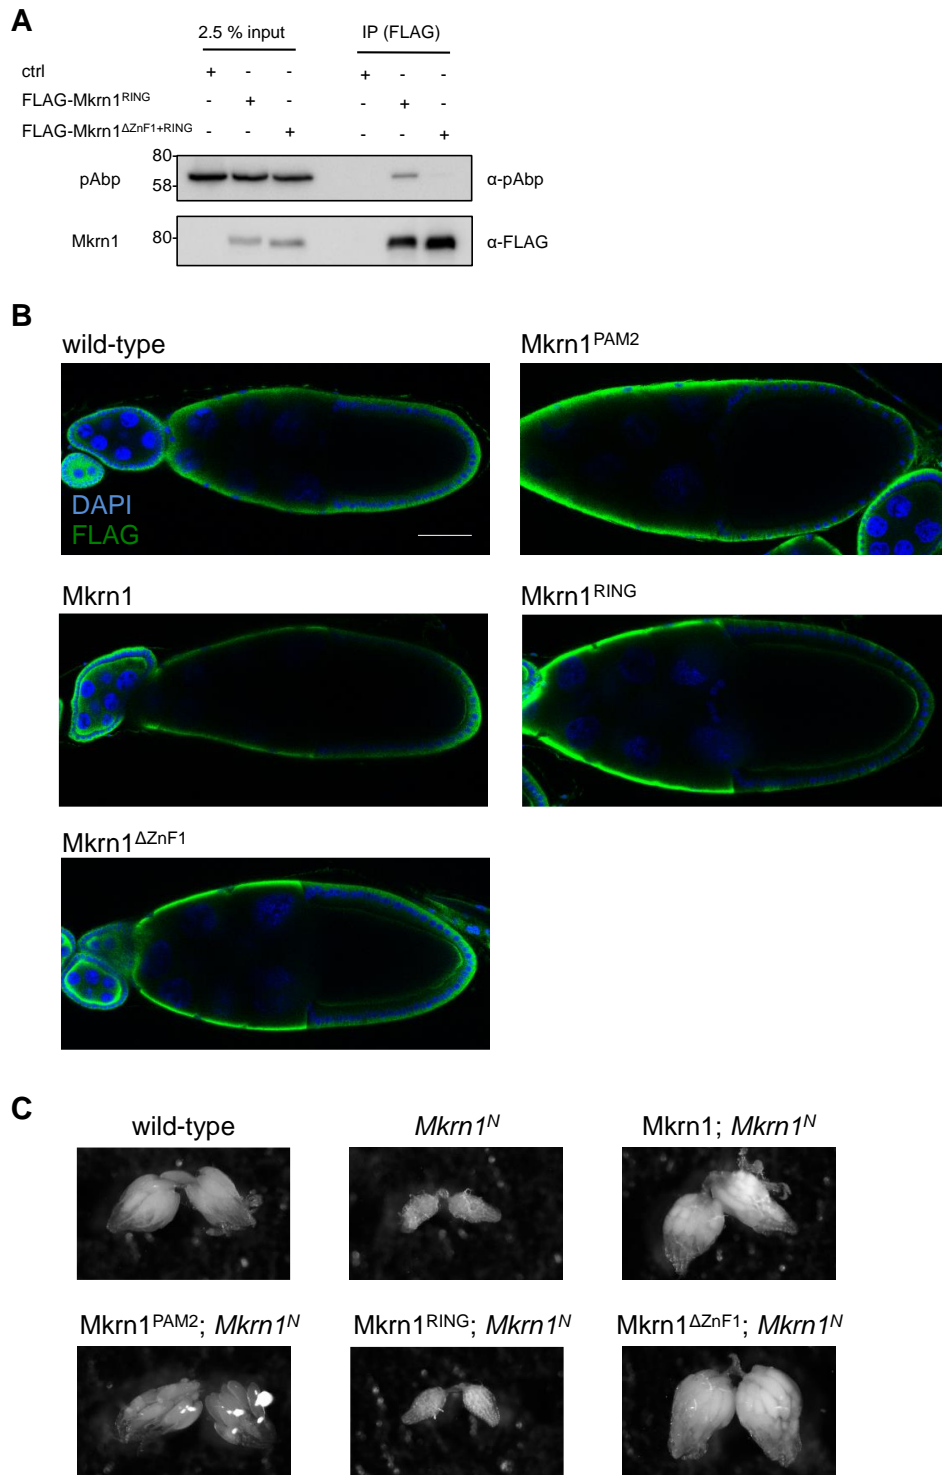 A
2.5 % input IP (FLAG)
ctrl + - - + - -
FLAG-Mkrn1RING - + - - + -
FLAG-Mkrn1ΔZnF1+RING - - + - - +
pAbp 80- 58- α-pAbp
Mkrn1 80- α-FLAG
B
wild-type Mkrn1PAM2
DAPI
FLAG
Mkrn1 Mkrn1RING
Mkrn1ΔZnF1
C
wild-type Mkrn1N Mkrn1; Mkrn1N
Mkrn1PAM2; Mkrn1N Mkrn1RING; Mkrn1N Mkrn1ΔZnF1; Mkrn1N